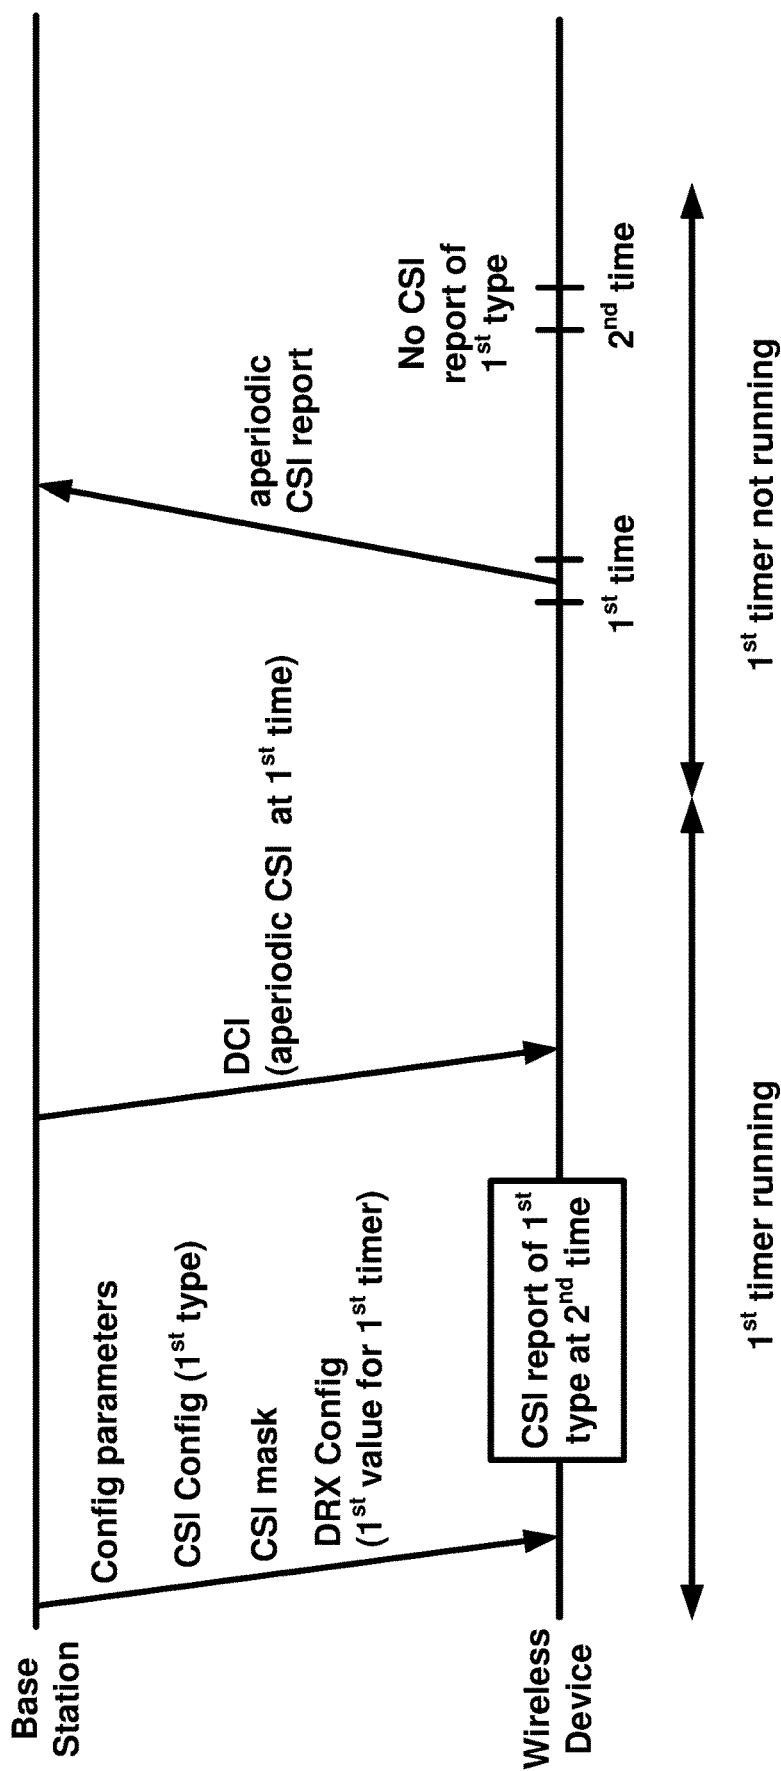 Base
Station
Config parameters
CSI Config (1st type)
CSI mask
DRX Config
(1st value for 1st timer)
DCI
(aperiodic CSI at 1st time)
aperiodic
CSI report
No CSI
report of
1st type
Wireless
Device
CSI report of 1st
type at 2nd time
1st time
2nd time
1st timer running
1st timer not running